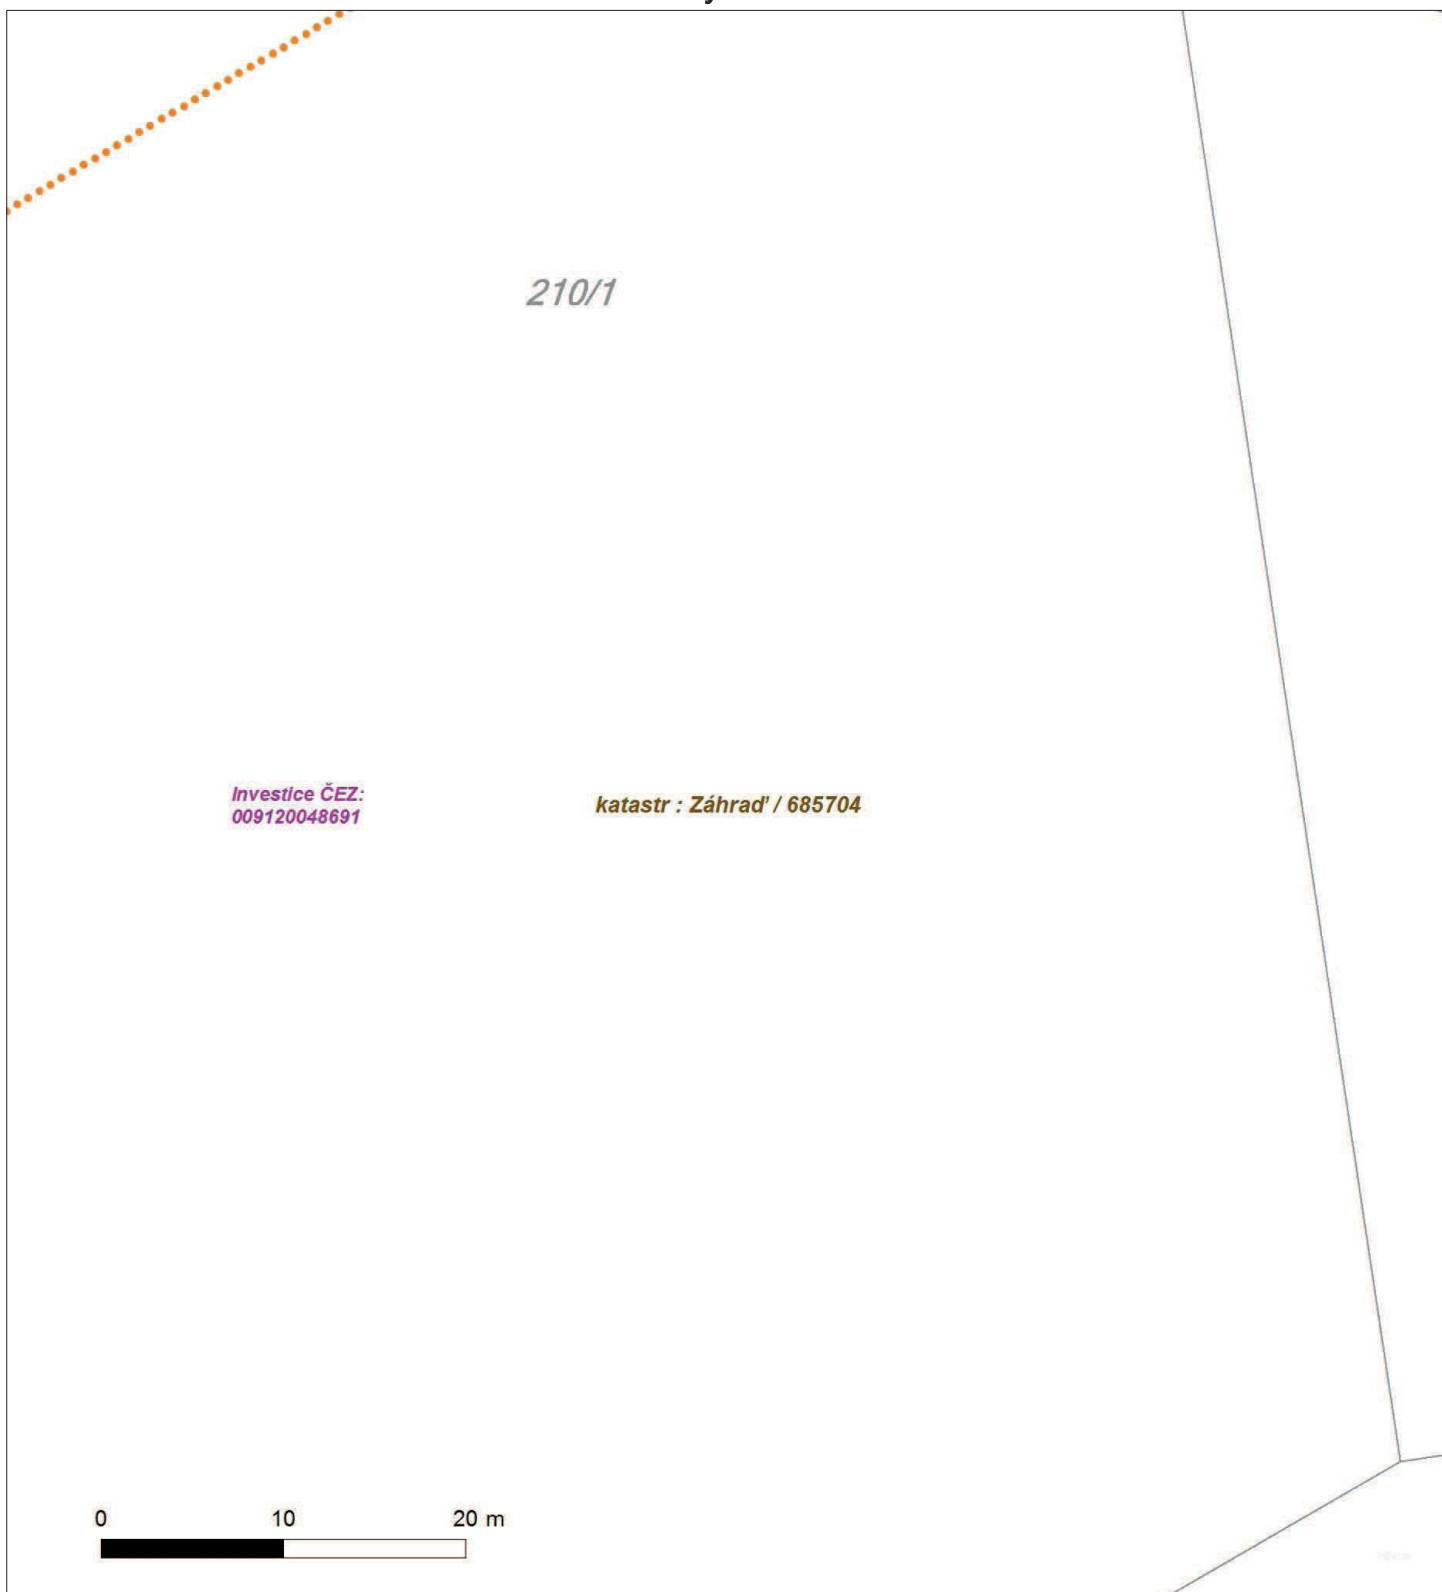 210/1
Investice ČEZ:
009120048691
katastr : Záhraď / 685704
0 10 20 m